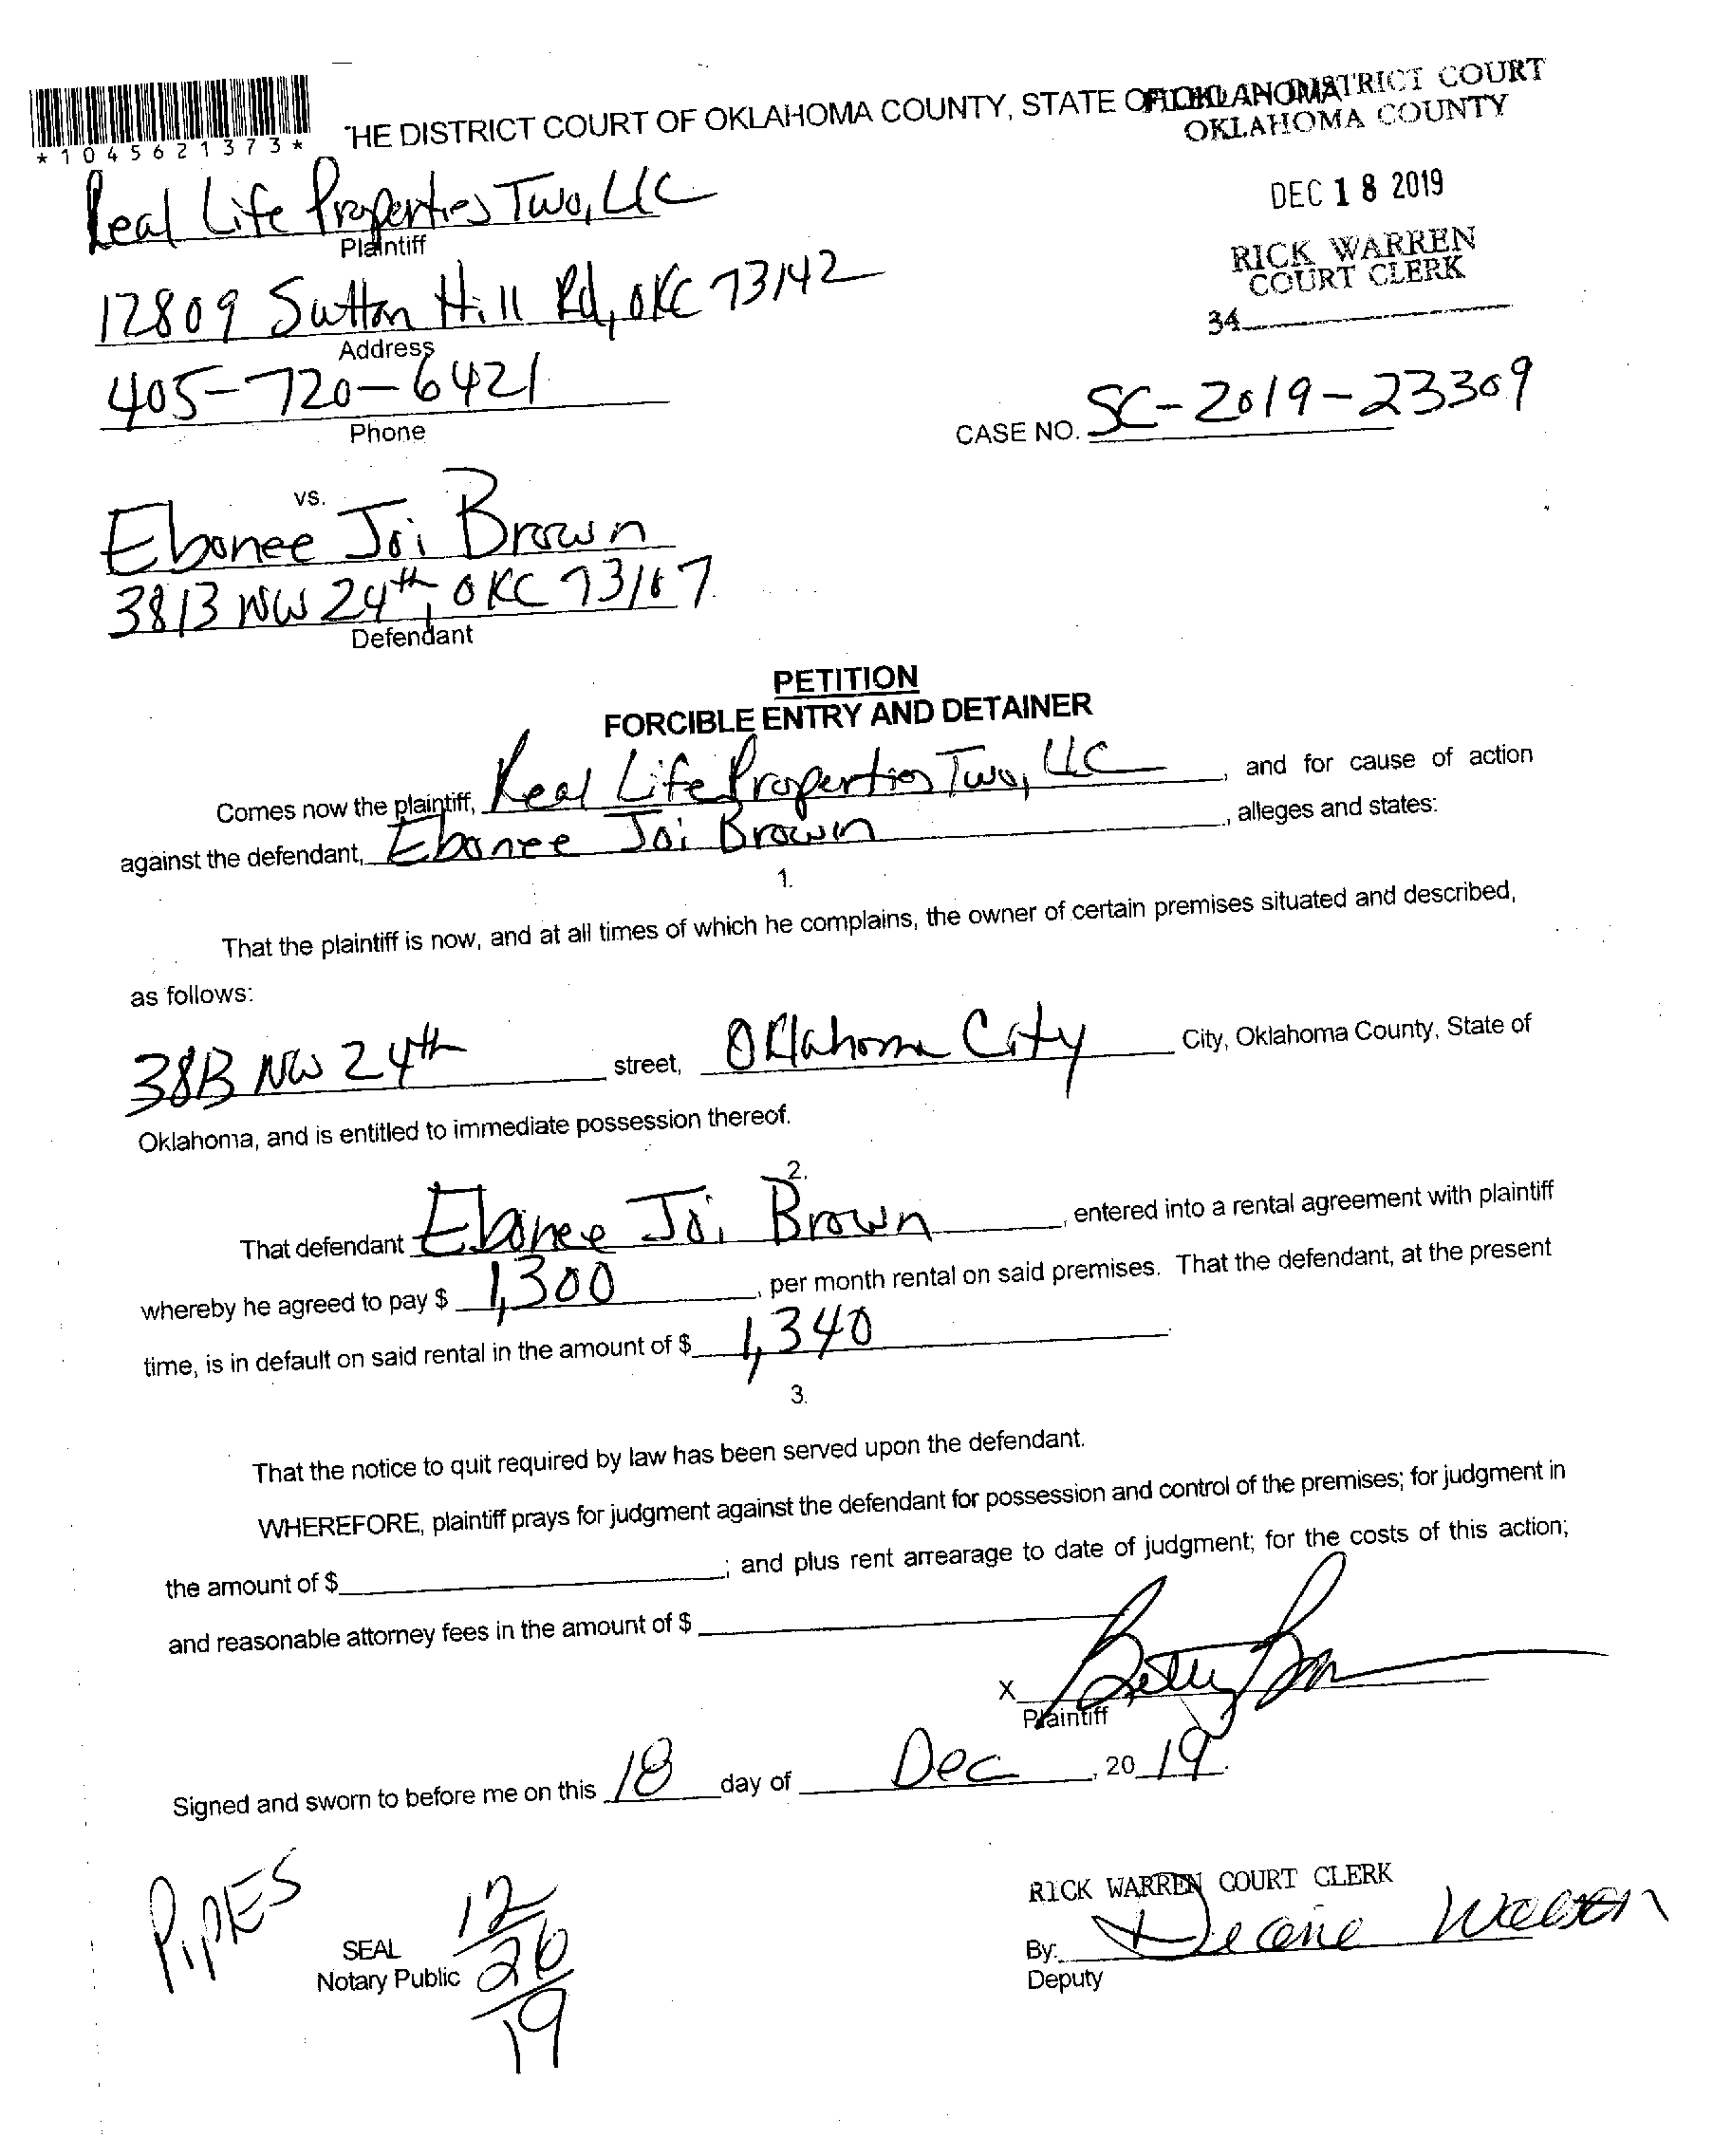 *1045621373*
THE DISTRICT COURT OF OKLAHOMA COUNTY, STATE OF OKLAHOMA
FILED IN DISTRICT COURT
OKLAHOMA COUNTY
DEC 18 2019
RICK WARREN
COURT CLERK
34
Real Life Properties Two, LLC
Plaintiff
12809 Sutton Hill Rd, OKC 73142
Address
405-720-6421
Phone
CASE NO. SC-2019-23309
vs.
Ebonee Joi Brown
3813 NW 24th, OKC 73107
Defendant
PETITION
FORCIBLE ENTRY AND DETAINER
Comes now the plaintiff, Real Life Properties Two, LLC, and for cause of action
against the defendant, Ebonee Joi Brown, alleges and states:
1.
That the plaintiff is now, and at all times of which he complains, the owner of certain premises situated and described,
as follows:
3813 NW 24th street, Oklahoma City City, Oklahoma County, State of
Oklahoma, and is entitled to immediate possession thereof.
2.
That defendant Ebonee Joi Brown, entered into a rental agreement with plaintiff
whereby he agreed to pay $ 1,300, per month rental on said premises. That the defendant, at the present
time, is in default on said rental in the amount of $ 1,340.
3.
That the notice to quit required by law has been served upon the defendant.
WHEREFORE, plaintiff prays for judgment against the defendant for possession and control of the premises; for judgment in
the amount of $ ; and plus rent arrearage to date of judgment; for the costs of this action;
and reasonable attorney fees in the amount of $
X Betty
Plaintiff
Signed and sworn to before me on this 18 day of Dec, 2019.
PiPES
12/26/19
SEAL
Notary Public
RICK WARREN COURT CLERK
By:
Deputy